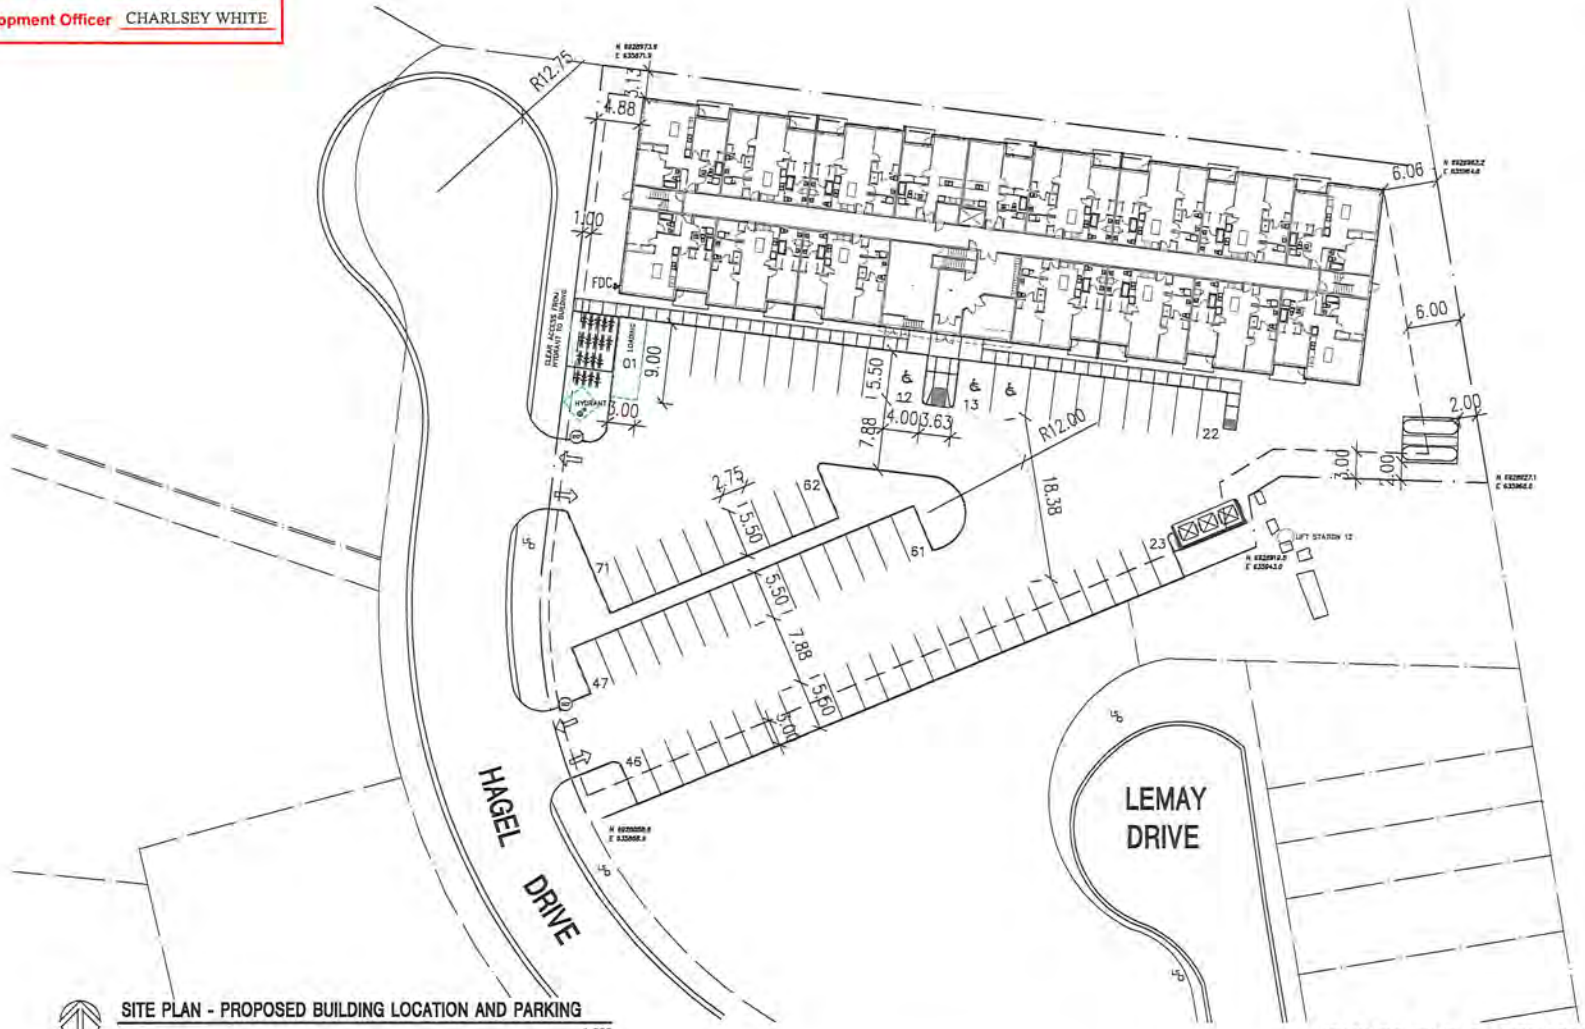 opment Officer CHARLSEY WHITE
R12.75
3.13
4.88
6.06
1.00
FDC
CLEAR ACCESS FROM
HYDRANT TO BUILDING
01 LOADING
9.00
HYDRANT
3.00
5.50
12
13
7.88
4.00
3.63
R12.00
22
6.00
2.00
3.00
2.00
18.38
2.75
5.50
62
61
71
5.50
7.88
5.50
5.00
47
46
23
LIFT STATION 12
HAGEL
DRIVE
LEMAY
DRIVE
SITE PLAN - PROPOSED BUILDING LOCATION AND PARKING